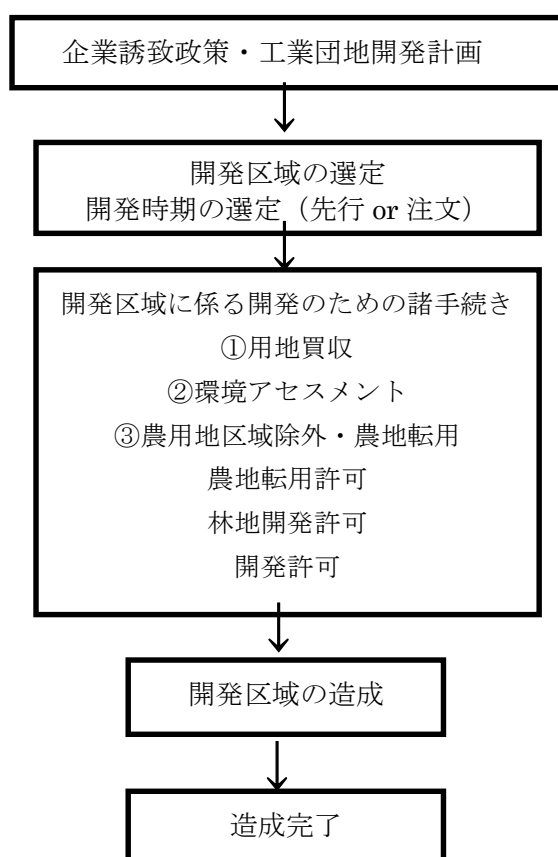 企業誘致政策・工業団地開発計画
開発区域の選定
開発時期の選定（先行 or 注文）
開発区域に係る開発のための諸手続き
①用地買収
②環境アセスメント
③農用地区域除外・農地転用
農地転用許可
林地開発許可
開発許可
開発区域の造成
造成完了